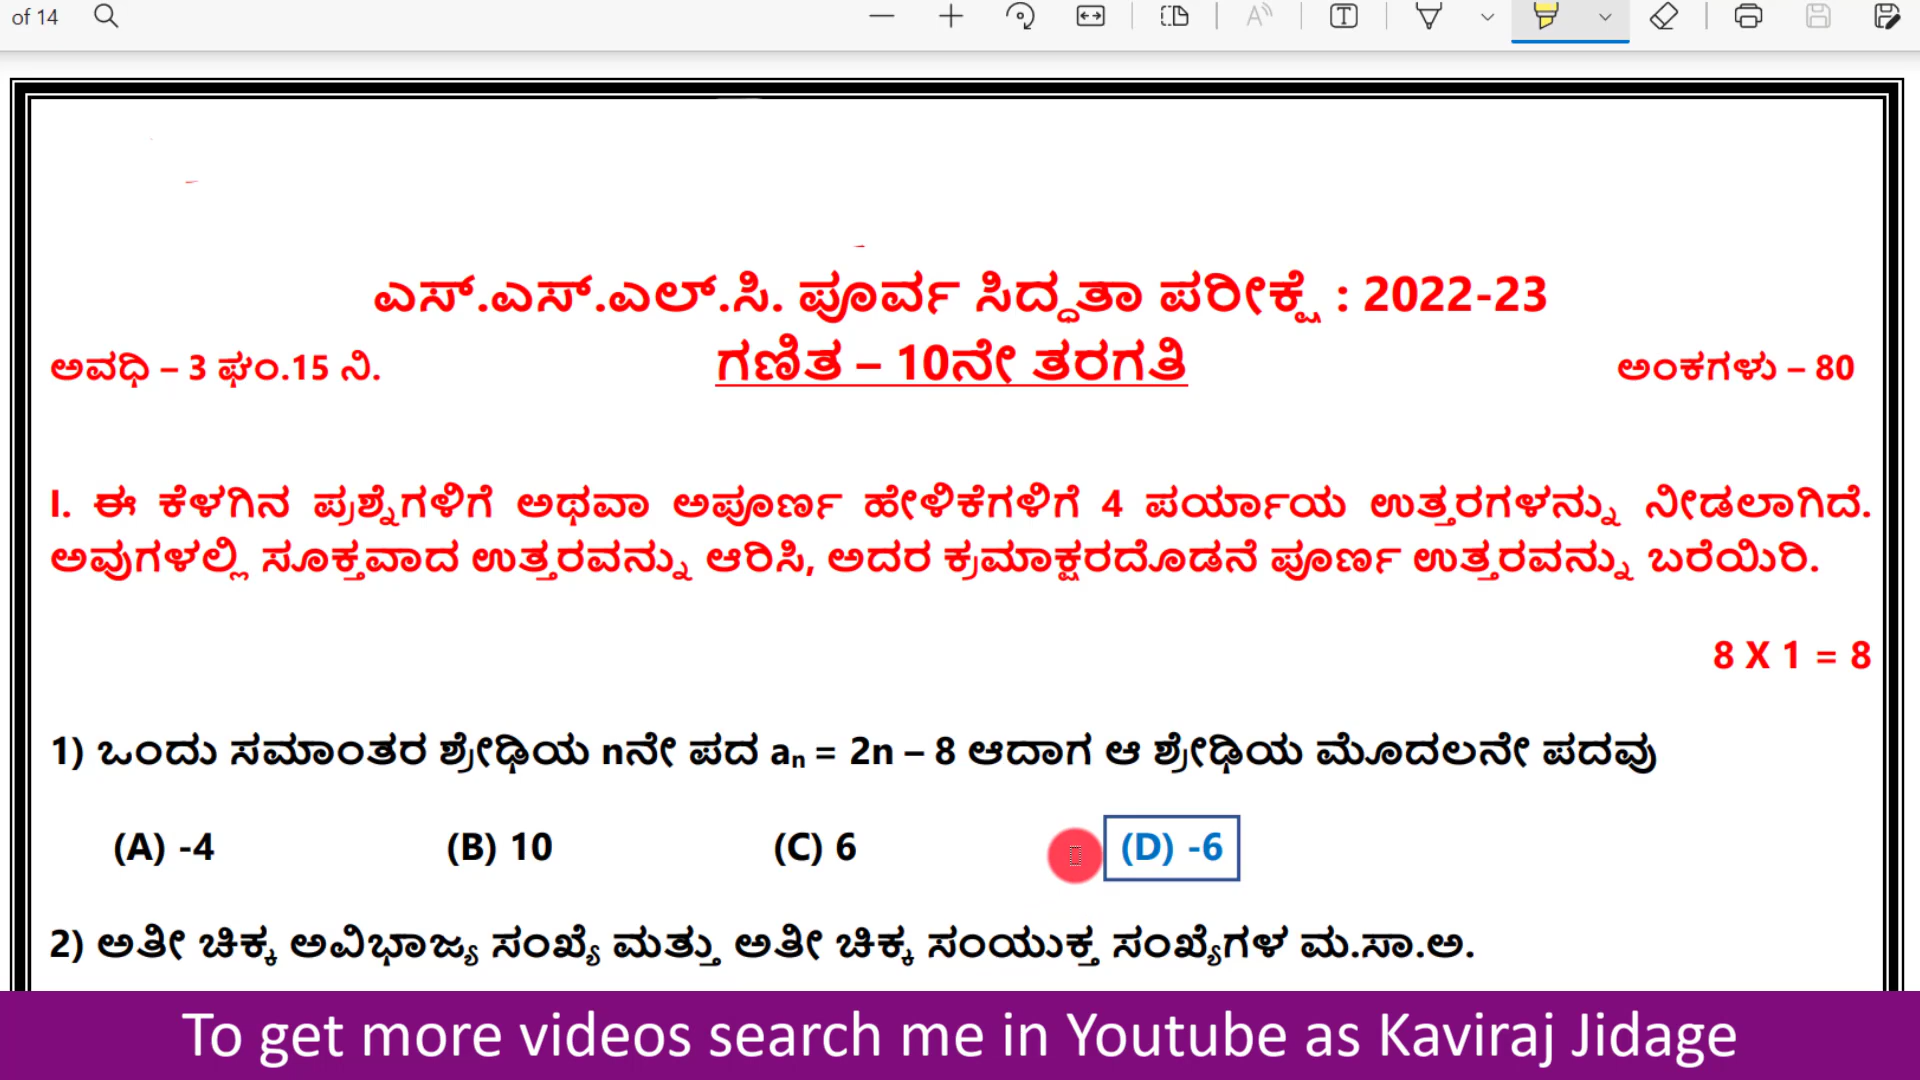 of 14
ಎಸ್.ಎಸ್.ಎಲ್.ಸಿ. ಪೂರ್ವ ಸಿದ್ಧತಾ ಪರೀಕ್ಷೆ : 2022-23
ಅವಧಿ – 3 ಘಂ.15 ನಿ. ಗಣಿತ – 10ನೇ ತರಗತಿ ಅಂಕಗಳು – 80
I. ಈ ಕೆಳಗಿನ ಪ್ರಶ್ನೆಗಳಿಗೆ ಅಥವಾ ಅಪೂರ್ಣ ಹೇಳಿಕೆಗಳಿಗೆ 4 ಪರ್ಯಾಯ ಉತ್ತರಗಳನ್ನು ನೀಡಲಾಗಿದೆ.
ಅವುಗಳಲ್ಲಿ ಸೂಕ್ತವಾದ ಉತ್ತರವನ್ನು ಆರಿಸಿ, ಅದರ ಕ್ರಮಾಕ್ಷರದೊಡನೆ ಪೂರ್ಣ ಉತ್ತರವನ್ನು ಬರೆಯಿರಿ.
8 X 1 = 8
1) ಒಂದು ಸಮಾಂತರ ಶ್ರೇಢಿಯ nನೇ ಪದ aₙ = 2n – 8 ಆದಾಗ ಆ ಶ್ರೇಢಿಯ ಮೊದಲನೇ ಪದವು
(A) -4 (B) 10 (C) 6 (D) -6
2) ಅತೀ ಚಿಕ್ಕ ಅವಿಭಾಜ್ಯ ಸಂಖ್ಯೆ ಮತ್ತು ಅತೀ ಚಿಕ್ಕ ಸಂಯುಕ್ತ ಸಂಖ್ಯೆಗಳ ಮ.ಸಾ.ಅ.
To get more videos search me in Youtube as Kaviraj Jidage